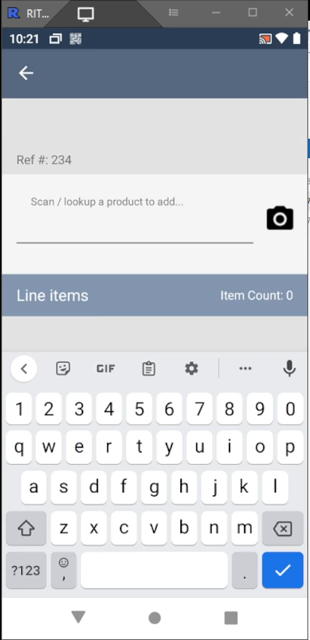 RIT...
10:21
Ref #: 234
Scan / lookup a product to add...
Line items
Item Count: 0
GIF
1 2 3 4 5 6 7 8 9 0
q w e r t y u i o p
a s d f g h j k l
z x c v b n m
?123 , .